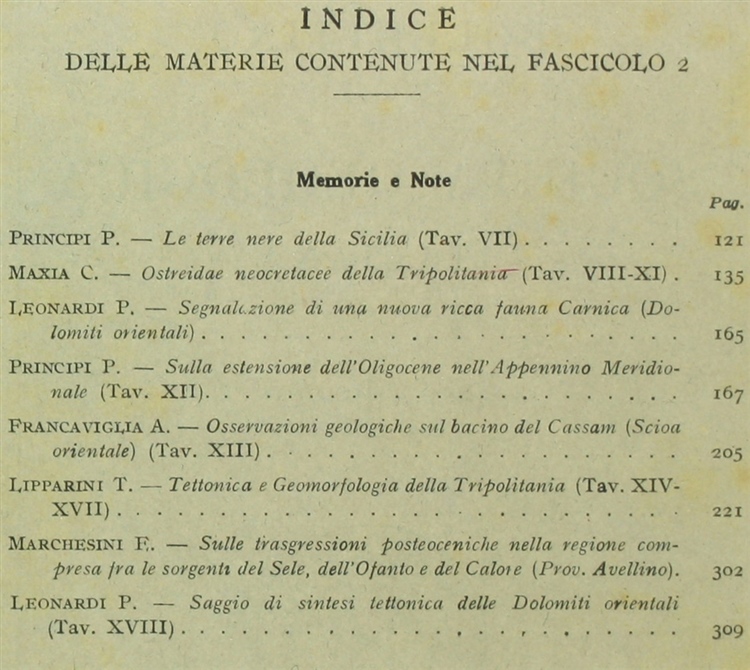 INDICE
DELLE MATERIE CONTENUTE NEL FASCICOLO 2
Memorie e Note
Pag.
PRINCIPI P. — Le terre nere della Sicilia (Tav. VII) . . . . . . . . 121
MAXIA C. — Ostreidae neocretacee della Tripolitania (Tav. VIII-XI) . 135
LEONARDI P. — Segnalazione di una nuova ricca fauna Carnica (Do-
lomiti orientali) . . . . . . . . . . . . . . . . . . . . . . 165
PRINCIPI P. — Sulla estensione dell'Oligocene nell'Appennino Meridio-
nale (Tav. XII). . . . . . . . . . . . . . . . . . . . . . 167
FRANCAVIGLIA A. — Osservazioni geologiche sul bacino del Cassam (Scioa
orientale) (Tav. XIII) . . . . . . . . . . . . . . . . . . 205
LIPPARINI T. — Tettonica e Geomorfologia della Tripolitania (Tav. XIV-
XVII) . . . . . . . . . . . . . . . . . . . . . . . . . . 221
MARCHESINI E. — Sulle trasgressioni posteoceniche nella regione com-
presa fra le sorgenti del Sele, dell'Ofanto e del Calore (Prov. Avellino). 302
LEONARDI P. — Saggio di sintesi tettonica delle Dolomiti orientali
(Tav. XVIII) . . . . . . . . . . . . . . . . . . . . . . . 309